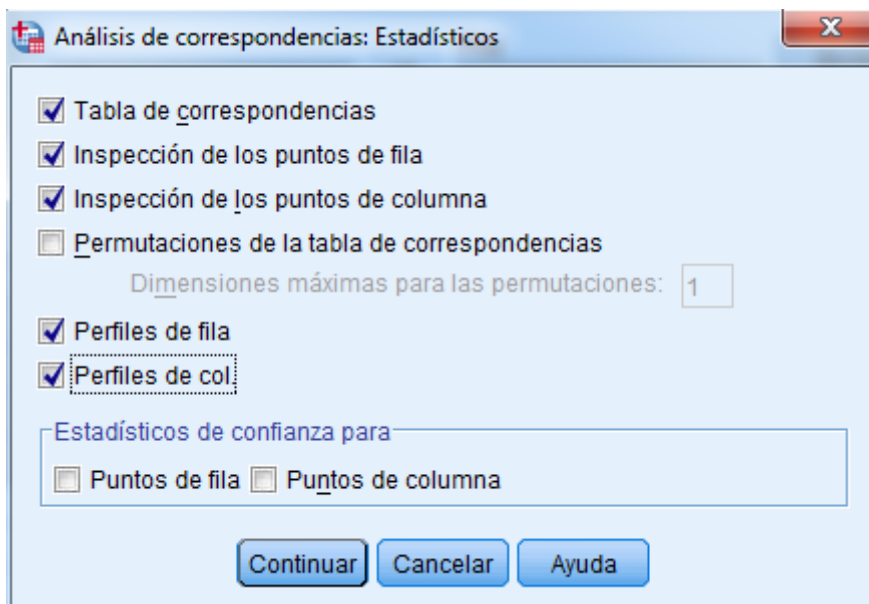 Análisis de correspondencias: Estadísticos
Tabla de correspondencias
Inspección de los puntos de fila
Inspección de los puntos de columna
Permutaciones de la tabla de correspondencias
Dimensiones máximas para las permutaciones: 1
Perfiles de fila
Perfiles de col.
Estadísticos de confianza para
Puntos de fila Puntos de columna
Continuar Cancelar Ayuda